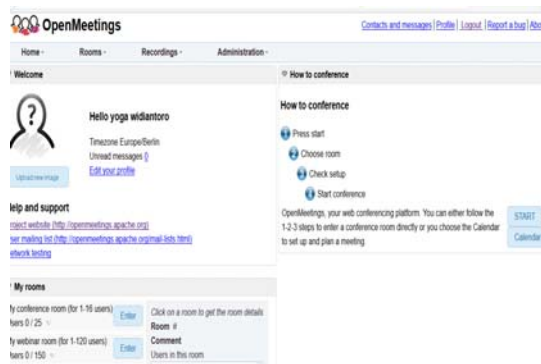 OpenMeetings
Contacts and messages | Profile | Logout | Report a bug | Abo
Home
Rooms
Recordings
Administration
Welcome
Hello yoga widiantoro
Timezone Europe/Berlin
Unread messages 0
Edit your profile
Upload new image
elp and support
roject website (http://openmeetings.apache.org)
ser mailing list (http://openmeetings.apache.org/mail-lists.html)
etwork testing
My rooms
y conference room (for 1-16 users)
sers 0 / 25
Enter
y webinar room (for 1-120 users)
sers 0 / 150
Enter
Click on a room to get the room details
Room #
Comment
Users in this room
How to conference
How to conference
Press start
Choose room
Check setup
Start conference
OpenMeetings, your web conferencing platform. You can either follow the
1-2-3 steps to enter a conference room directly or you choose the Calendar
to set up and plan a meeting.
START
Calendar